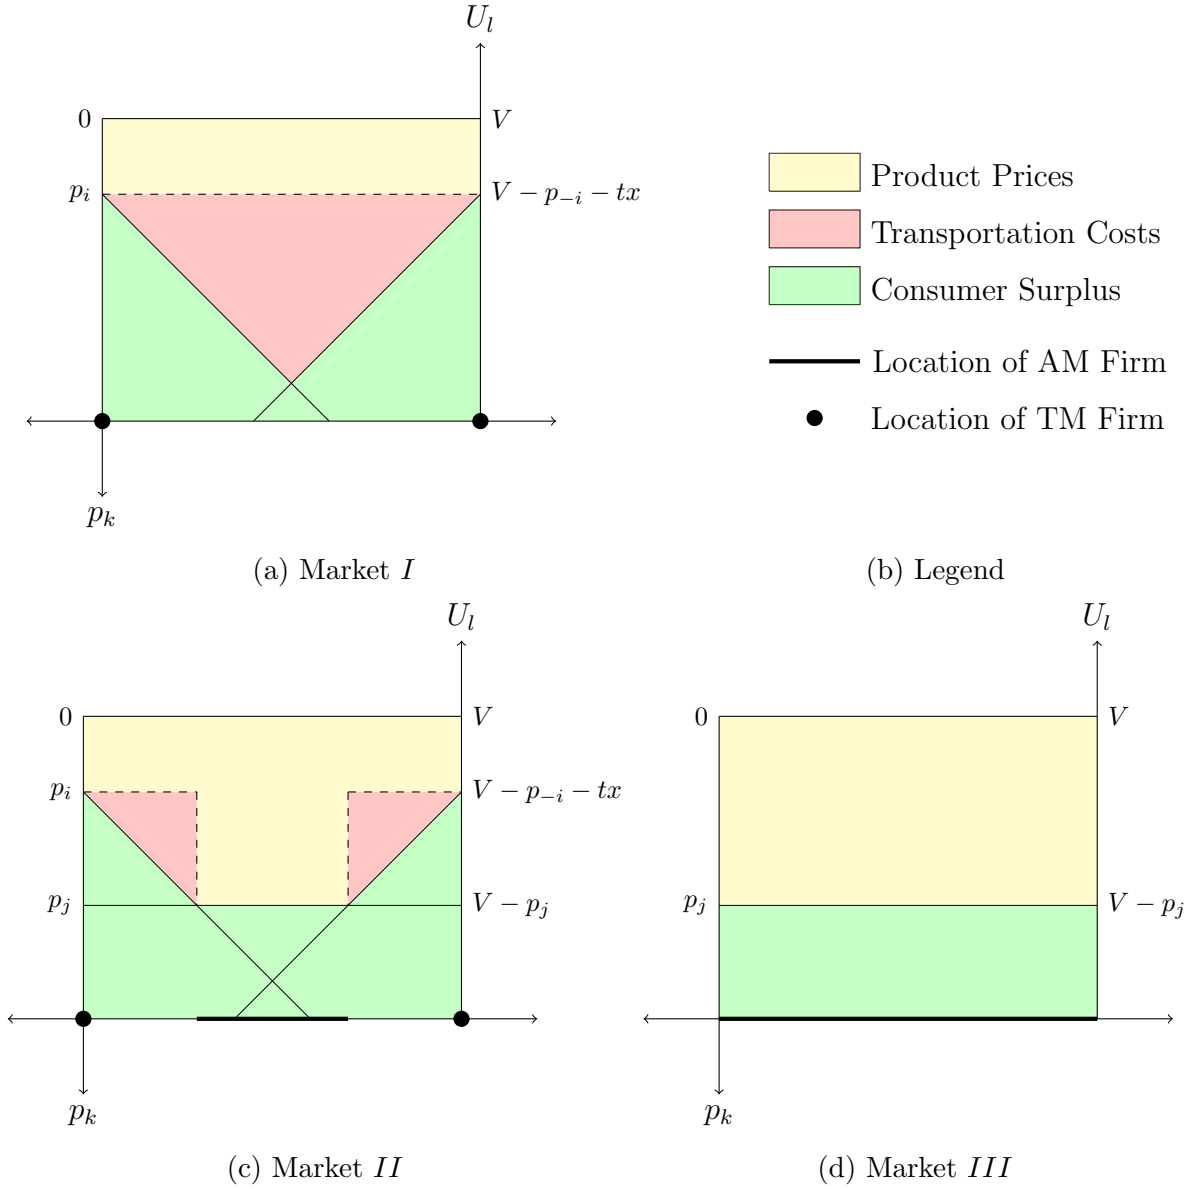 U_l
0
V
p_i
V − p_{−i} − tx
p_k
(a) Market I
Product Prices
Transportation Costs
Consumer Surplus
Location of AM Firm
Location of TM Firm
(b) Legend
U_l
0
V
p_i
V − p_{−i} − tx
p_j
V − p_j
p_k
(c) Market II
U_l
0
V
p_j
V − p_j
p_k
(d) Market III